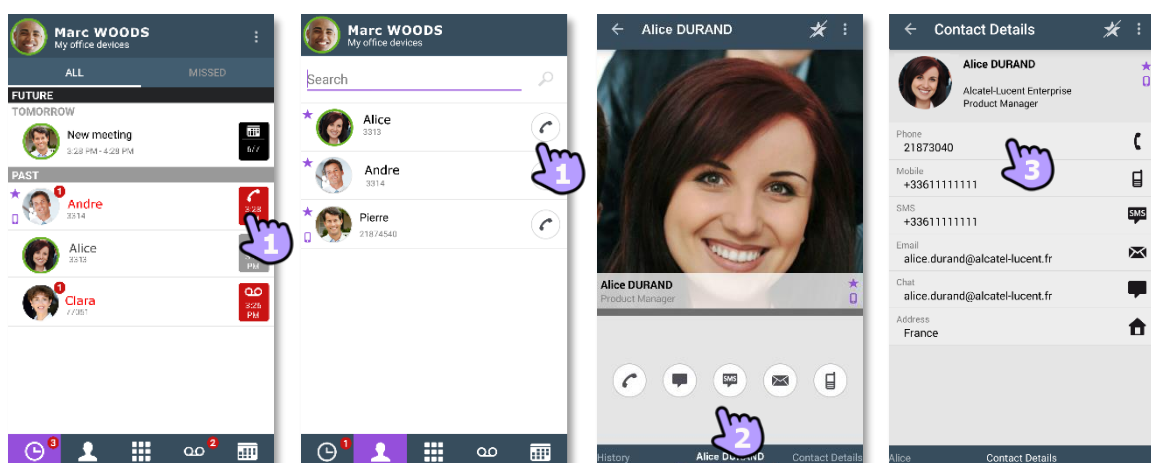 Marc WOODS
My office devices
ALL
MISSED
FUTURE
TOMORROW
New meeting
3:28 PM - 4:28 PM
6/7
PAST
1
Andre
3314
3:28
1
Alice
3313
PM
1
Clara
77051
3:26
PM
3
2
Marc WOODS
My office devices
Search
Alice
3313
1
Andre
3314
Pierre
21874540
1
Alice DURAND
Alice DURAND
Product Manager
SMS
2
History
Alice DURAND
Contact Details
Contact Details
Alice DURAND
Alcatel-Lucent Enterprise
Product Manager
Phone
21873040
3
Mobile
+33611111111
SMS
+33611111111
SMS
Email
alice.durand@alcatel-lucent.fr
Chat
alice.durand@alcatel-lucent.fr
Address
France
Alice
Contact Details